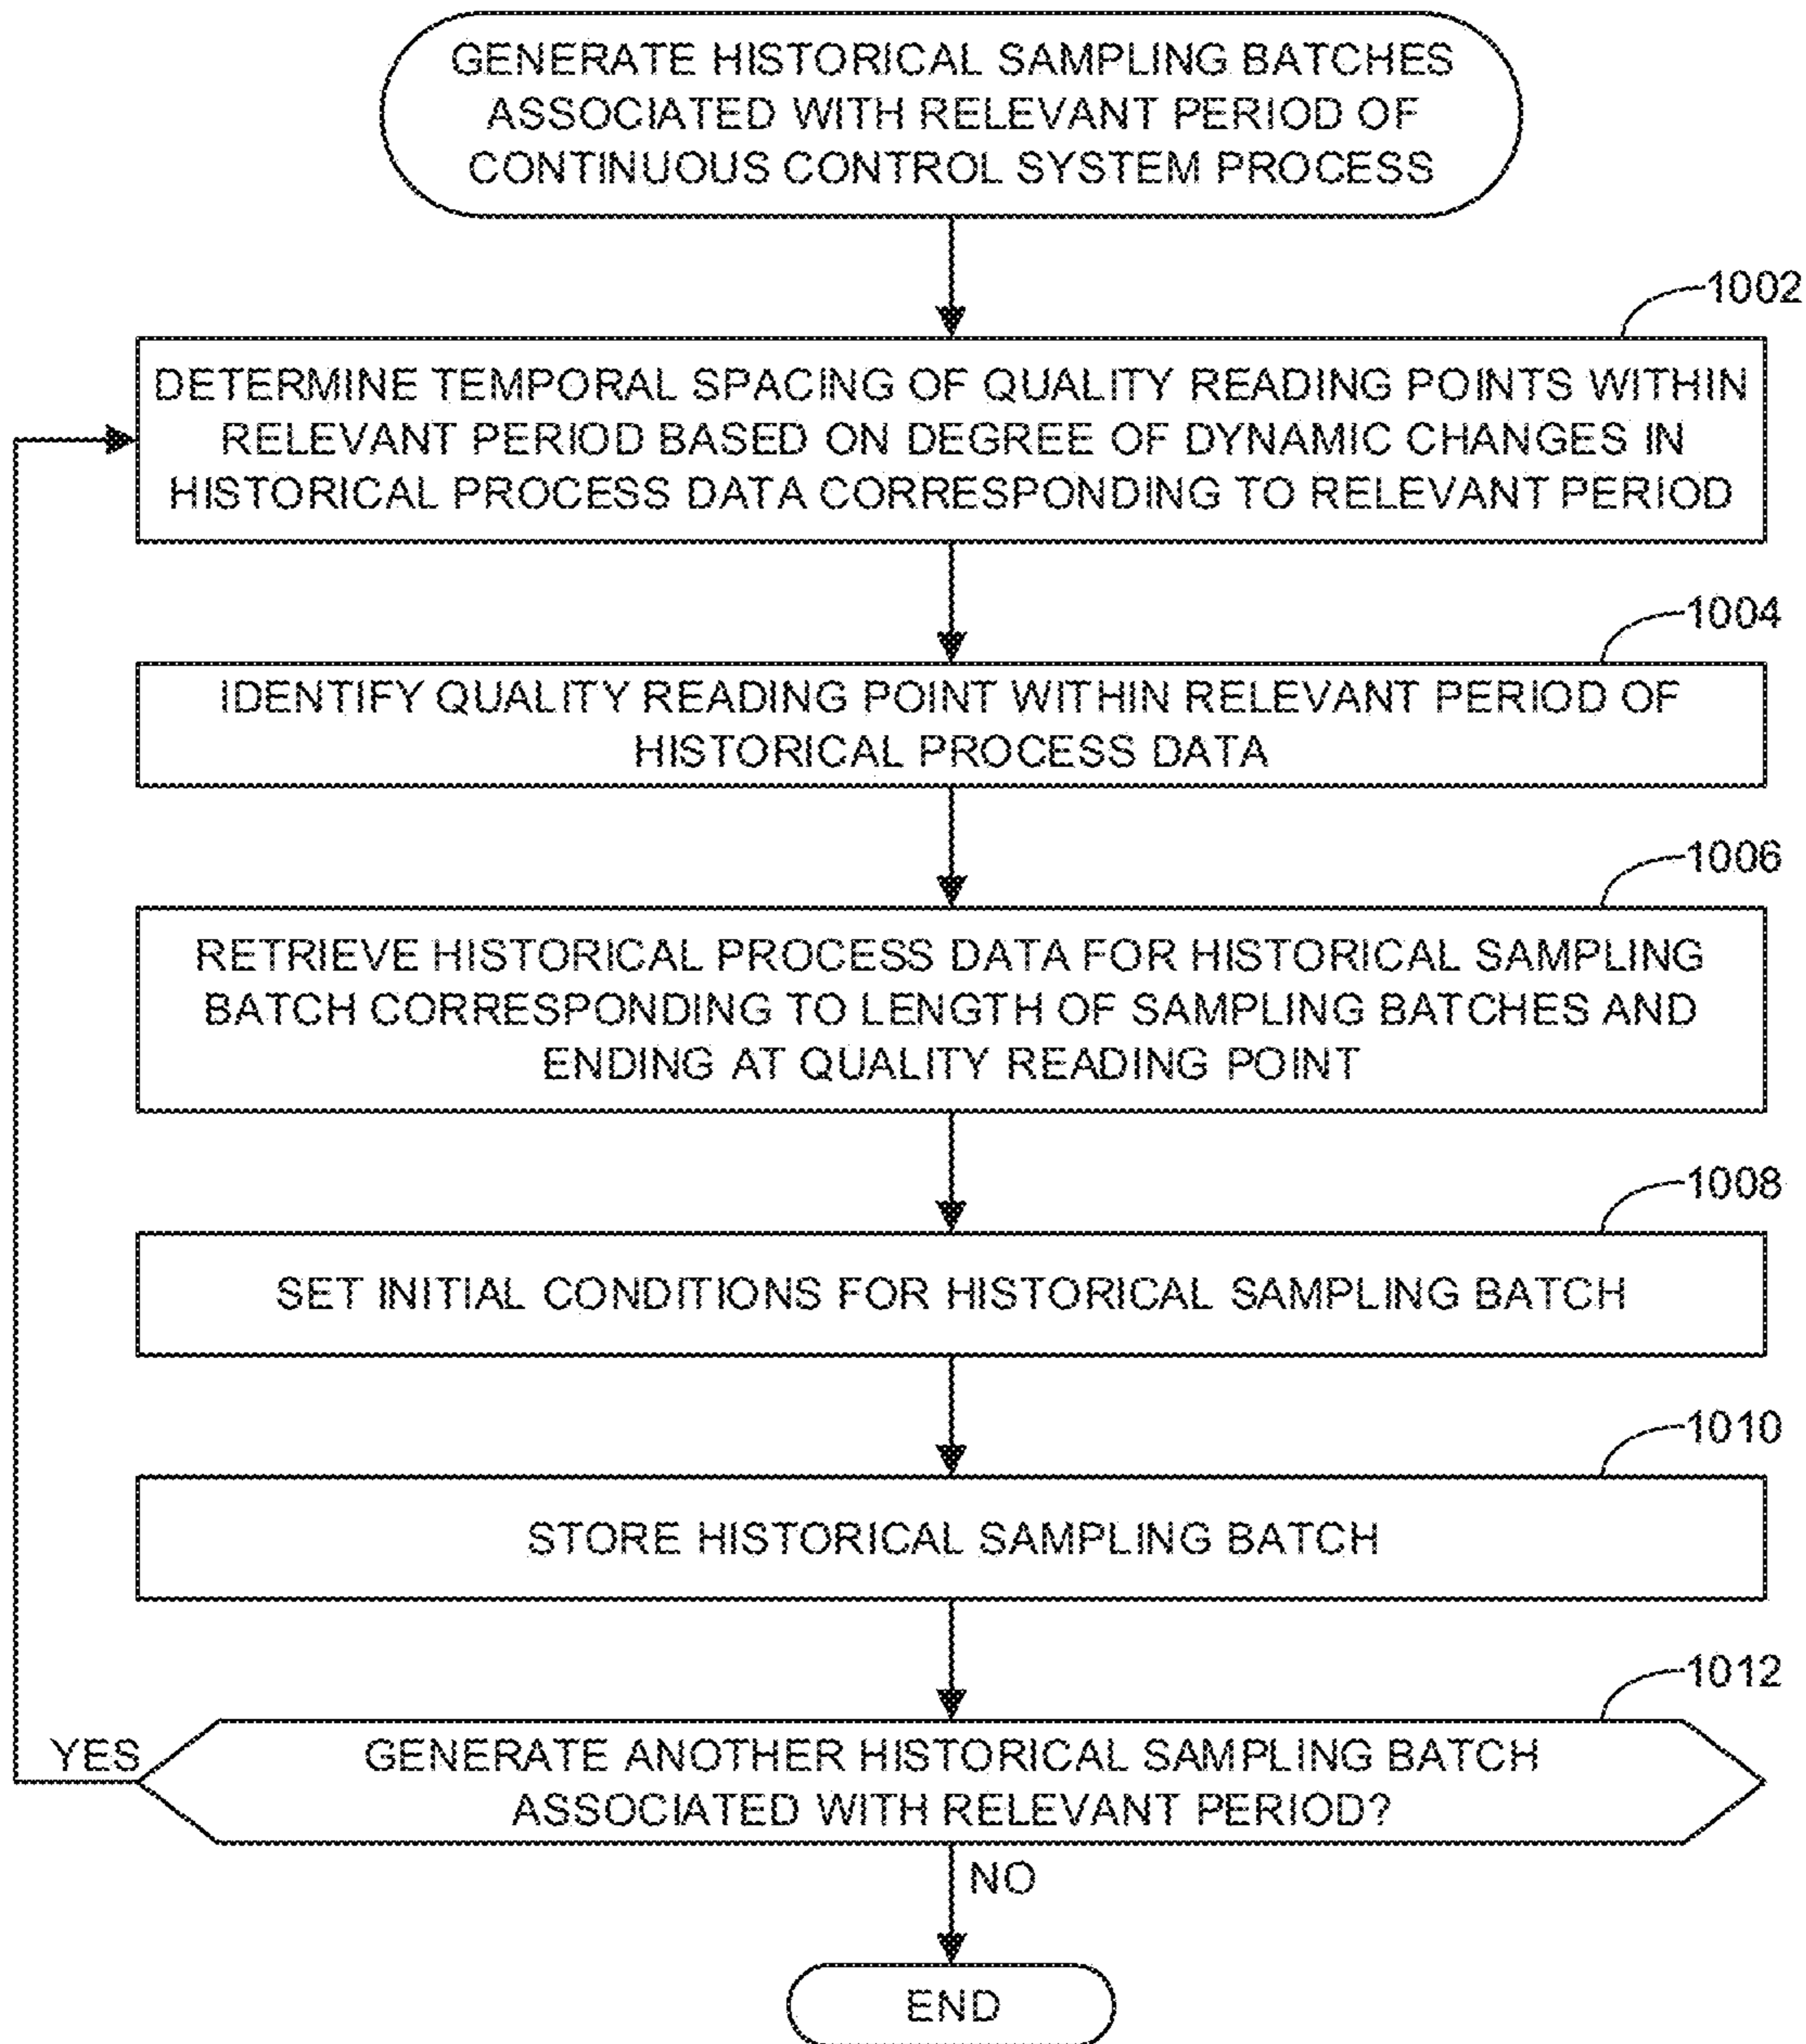 GENERATE HISTORICAL SAMPLING BATCHES
ASSOCIATED WITH RELEVANT PERIOD OF
CONTINUOUS CONTROL SYSTEM PROCESS
1002
DETERMINE TEMPORAL SPACING OF QUALITY READING POINTS WITHIN
RELEVANT PERIOD BASED ON DEGREE OF DYNAMIC CHANGES IN
HISTORICAL PROCESS DATA CORRESPONDING TO RELEVANT PERIOD
1004
IDENTIFY QUALITY READING POINT WITHIN RELEVANT PERIOD OF
HISTORICAL PROCESS DATA
1006
RETRIEVE HISTORICAL PROCESS DATA FOR HISTORICAL SAMPLING
BATCH CORRESPONDING TO LENGTH OF SAMPLING BATCHES AND
ENDING AT QUALITY READING POINT
1008
SET INITIAL CONDITIONS FOR HISTORICAL SAMPLING BATCH
1010
STORE HISTORICAL SAMPLING BATCH
1012
YES
GENERATE ANOTHER HISTORICAL SAMPLING BATCH
ASSOCIATED WITH RELEVANT PERIOD?
NO
END